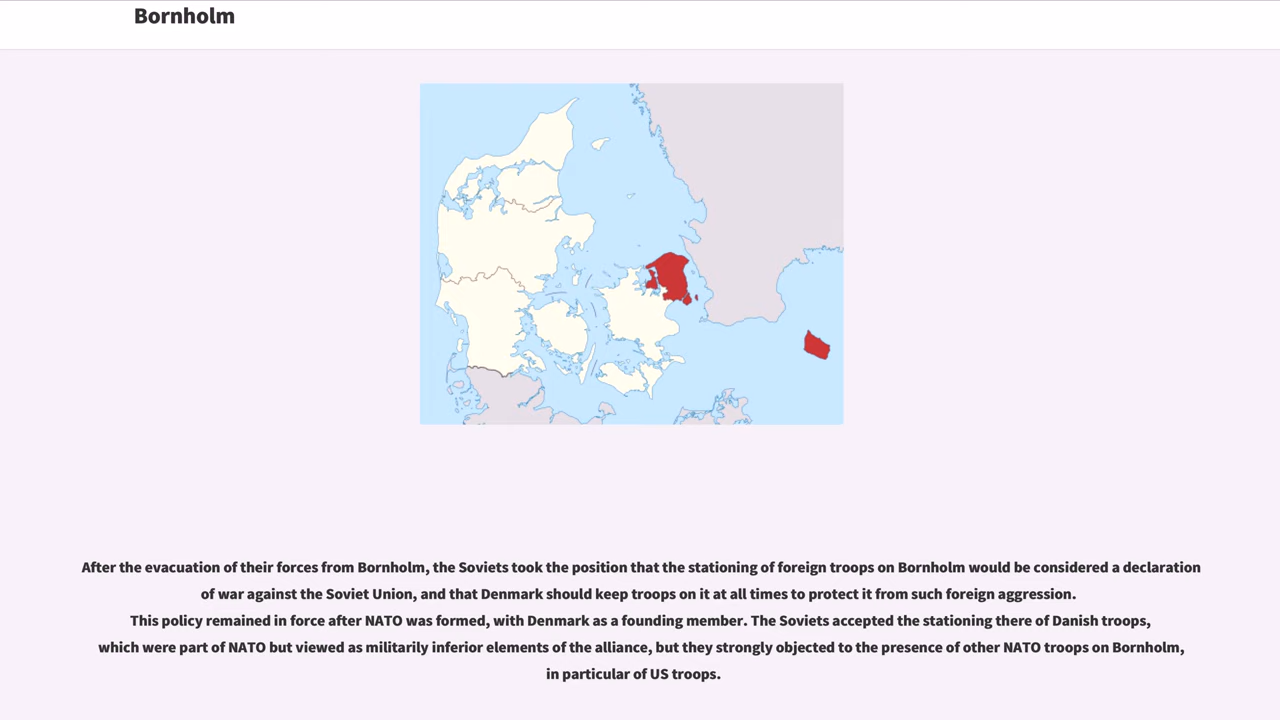 Bornholm
After the evacuation of their forces from Bornholm, the Soviets took the position that the stationing of foreign troops on Bornholm would be considered a declaration
of war against the Soviet Union, and that Denmark should keep troops on it at all times to protect it from such foreign aggression.
This policy remained in force after NATO was formed, with Denmark as a founding member. The Soviets accepted the stationing there of Danish troops,
which were part of NATO but viewed as militarily inferior elements of the alliance, but they strongly objected to the presence of other NATO troops on Bornholm,
in particular of US troops.